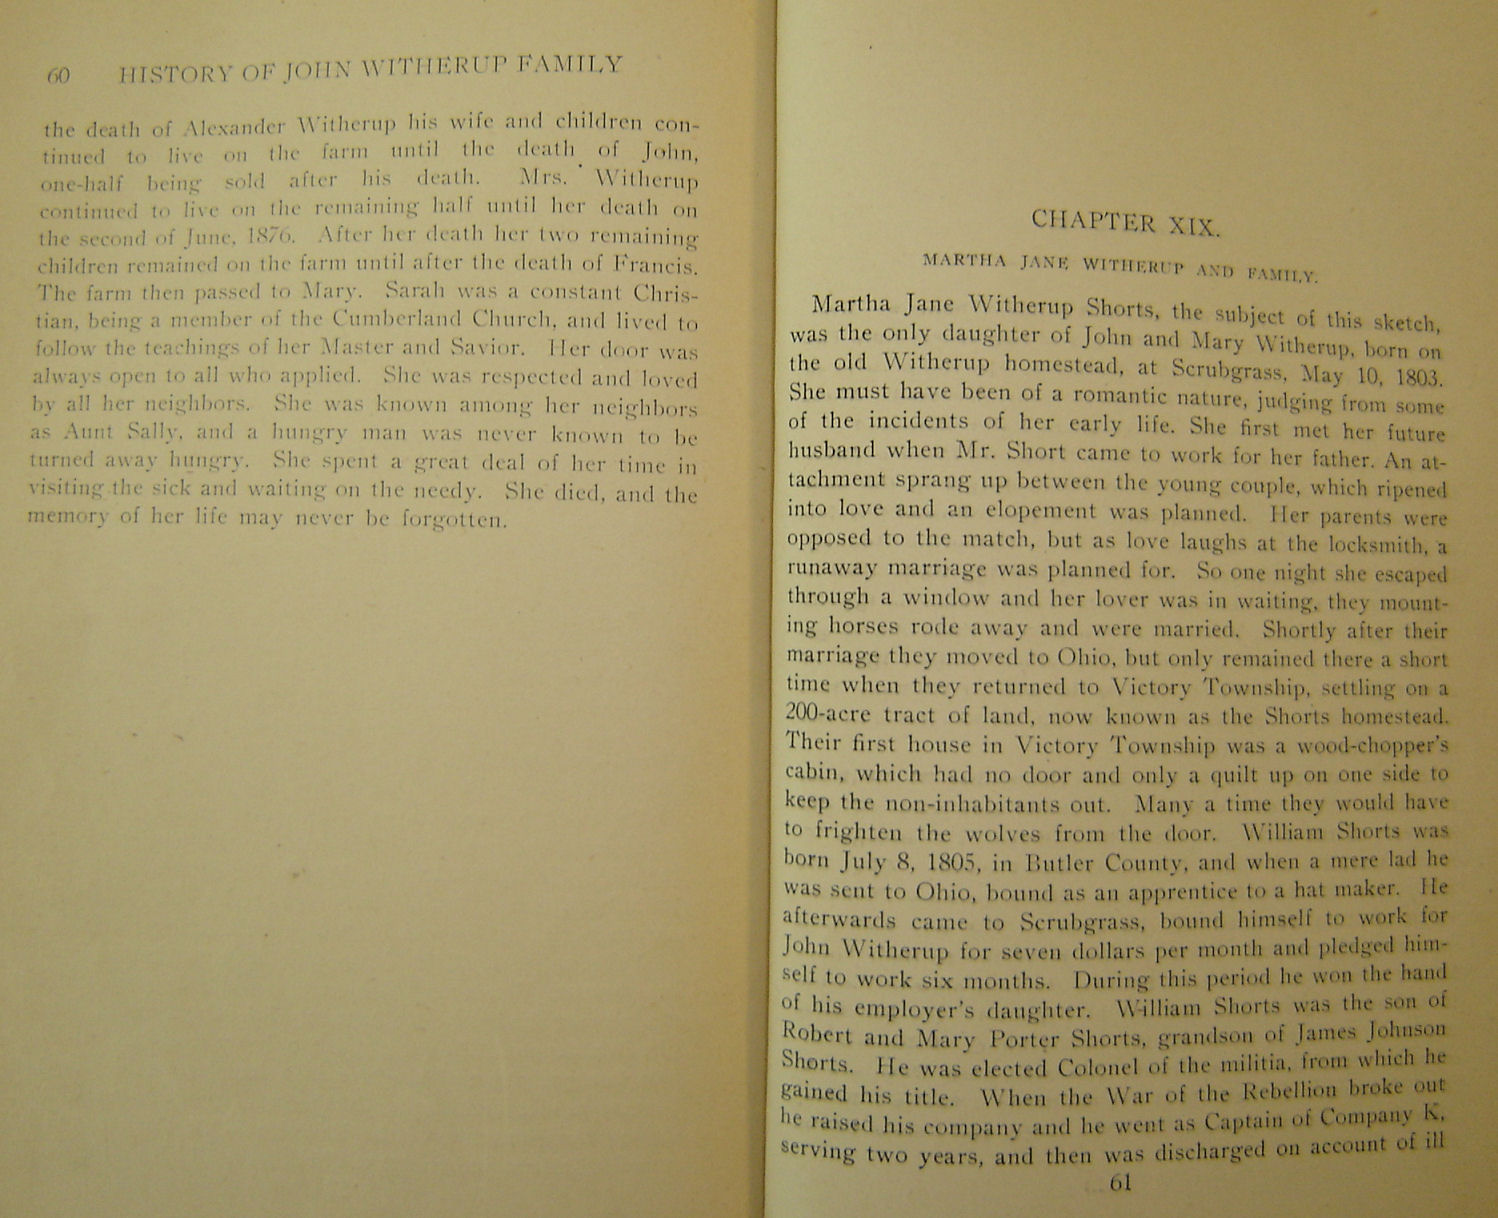 60 HISTORY OF JOHN WITHERUP FAMILY
the death of Alexander Witherup his wife and children con-
tinued to live on the farm until the death of John,
one-half being sold after his death. Mrs. Witherup
continued to live on the remaining half until her death on
the second of June, 1876. After her death her two remaining
children remained on the farm until after the death of Francis.
The farm then passed to Mary. Sarah was a constant Chris-
tian, being a member of the Cumberland Church, and lived to
follow the teachings of her Master and Savior. Her door was
always open to all who applied. She was respected and loved
by all her neighbors. She was known among her neighbors
as Aunt Sally, and a hungry man was never known to be
turned away hungry. She spent a great deal of her time in
visiting the sick and waiting on the needy. She died, and the
memory of her life may never be forgotten.
CHAPTER XIX.
MARTHA JANE WITHERUP AND FAMILY.
Martha Jane Witherup Shorts, the subject of this sketch,
was the only daughter of John and Mary Witherup, born on
the old Witherup homestead, at Scrubgrass, May 10, 1803.
She must have been of a romantic nature, judging from some
of the incidents of her early life. She first met her future
husband when Mr. Short came to work for her father. An at-
tachment sprang up between the young couple, which ripened
into love and an elopement was planned. Her parents were
opposed to the match, but as love laughs at the locksmith, a
runaway marriage was planned for. So one night she escaped
through a window and her lover was in waiting, they mount-
ing horses rode away and were married. Shortly after their
marriage they moved to Ohio, but only remained there a short
time when they returned to Victory Township, settling on a
200-acre tract of land, now known as the Shorts homestead.
Their first house in Victory Township was a wood-chopper's
cabin, which had no door and only a quilt up on one side to
keep the non-inhabitants out. Many a time they would have
to frighten the wolves from the door. William Shorts was
born July 8, 1805, in Butler County, and when a mere lad he
was sent to Ohio, bound as an apprentice to a hat maker. He
afterwards came to Scrubgrass, bound himself to work for
John Witherup for seven dollars per month and pledged him-
self to work six months. During this period he won the hand
of his employer's daughter. William Shorts was the son of
Robert and Mary Porter Shorts, grandson of James Johnson
Shorts. He was elected Colonel of the militia, from which he
gained his title. When the War of the Rebellion broke out
he raised his company and he went as Captain of Company K,
serving two years, and then was discharged on account of ill
61